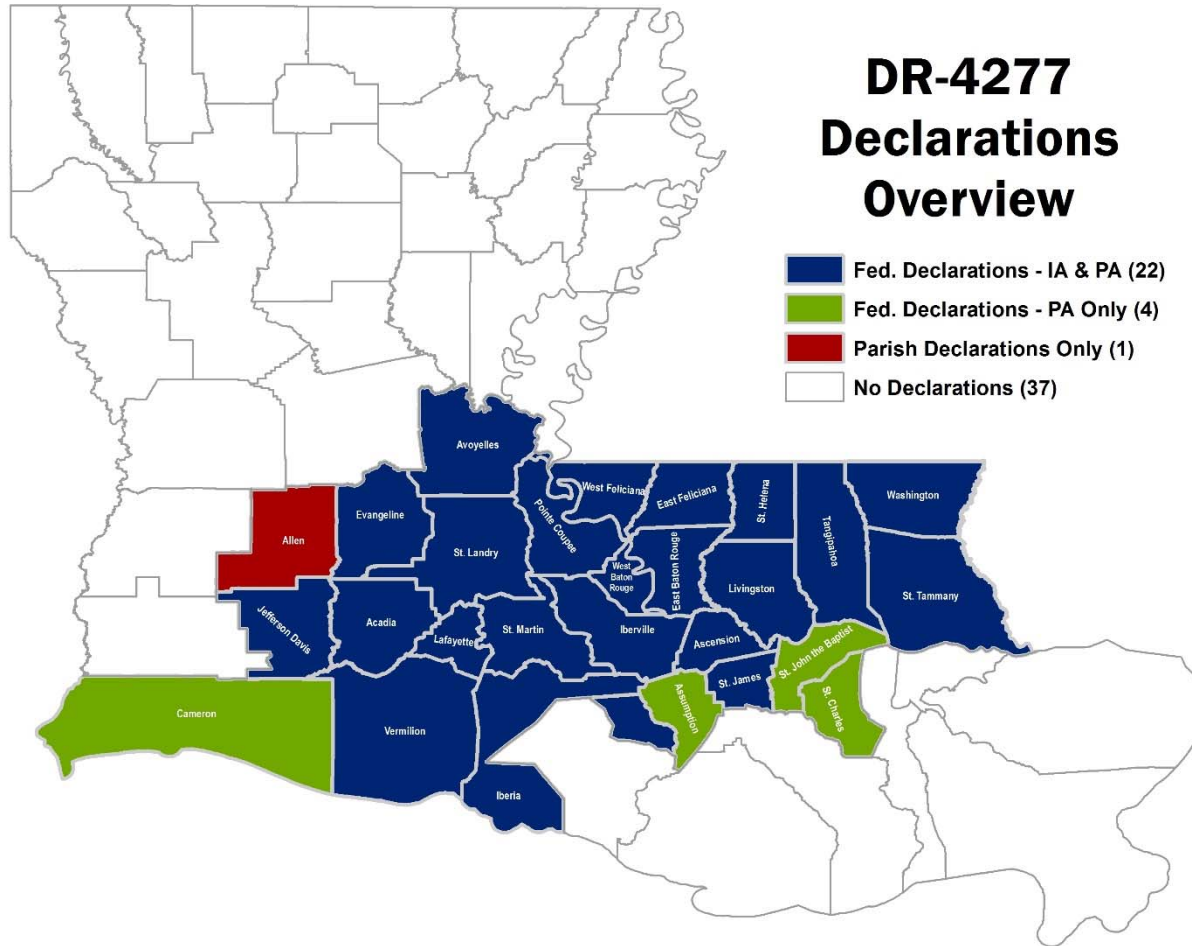 DR-4277
Declarations
Overview
Fed. Declarations - IA & PA (22)
Fed. Declarations - PA Only (4)
Parish Declarations Only (1)
No Declarations (37)
Avoyelles
West Feliciana
East Feliciana
St. Helena
Tangipahoa
Washington
Evangeline
Pointe Coupee
Allen
St. Landry
West
Baton
Rouge
East Baton Rouge
Livingston
St. Tammany
Jefferson Davis
Acadia
Lafayette
St. Martin
Iberville
Ascension
St. John the Baptist
St. James
St. Charles
Assumption
Cameron
Vermilion
Iberia